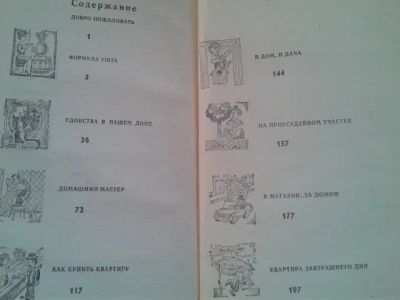 Содержание
ДОБРО ПОЖАЛОВАТЬ
1
ФОРМУЛА УЮТА
5
УДОБСТВА В НАШЕМ ДОМЕ
36
ДОМАШНИЙ МАСТЕР
73
КАК КУПИТЬ КВАРТИРУ
117
И ДОМ, И ДАЧА
144
НА ПРИУСАДЕБНОМ УЧАСТКЕ
157
В МАГАЗИН...ЗА ДОМОМ
177
КВАРТИРА ЗАВТРАШНЕГО ДНЯ
197